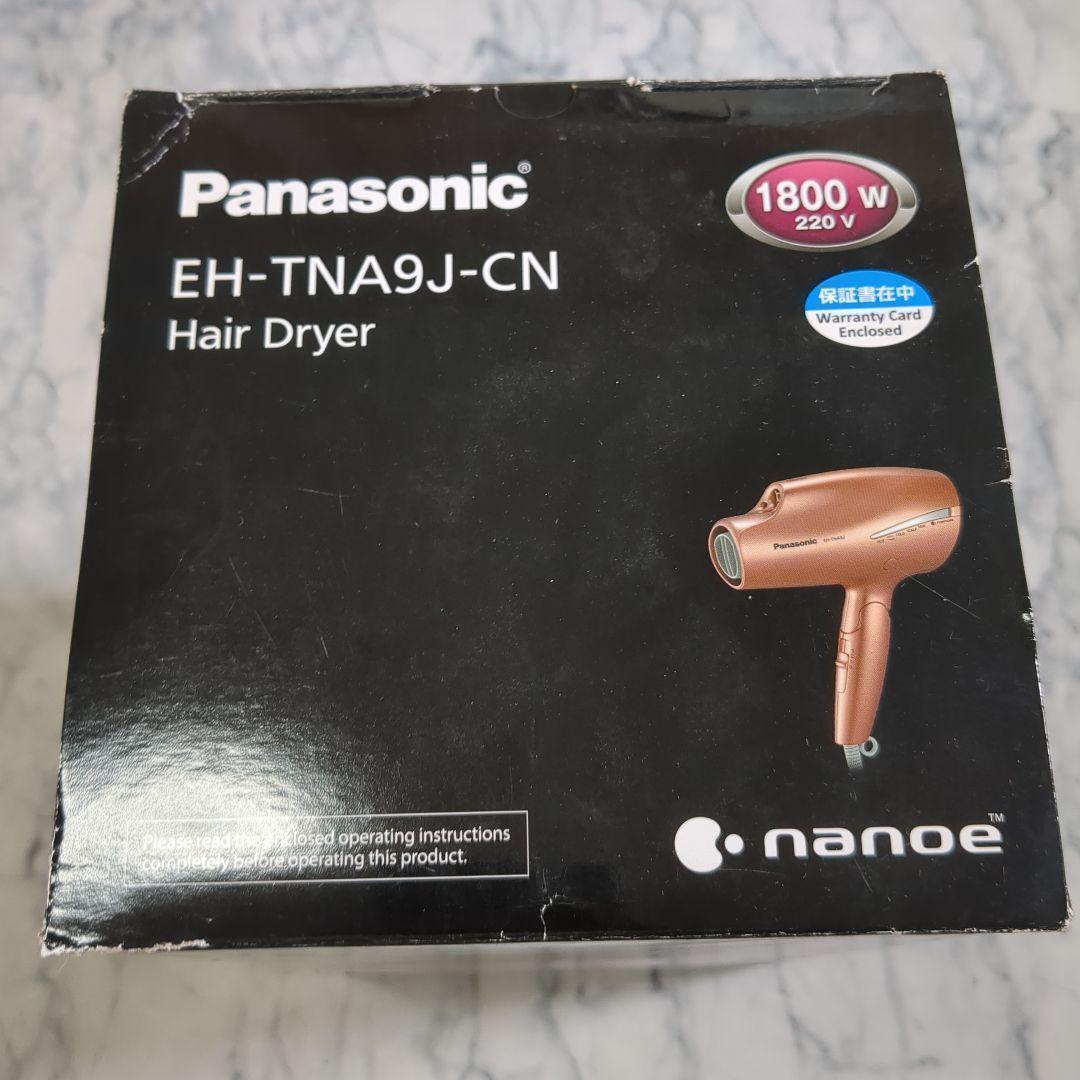 Panasonic®
EH-TNA9J-CN
Hair Dryer
1800 W
220 V
保証書在中
Warranty Card
Enclosed
Panasonic
Please read the enclosed operating instructions
completely before operating this product.
nanoe™